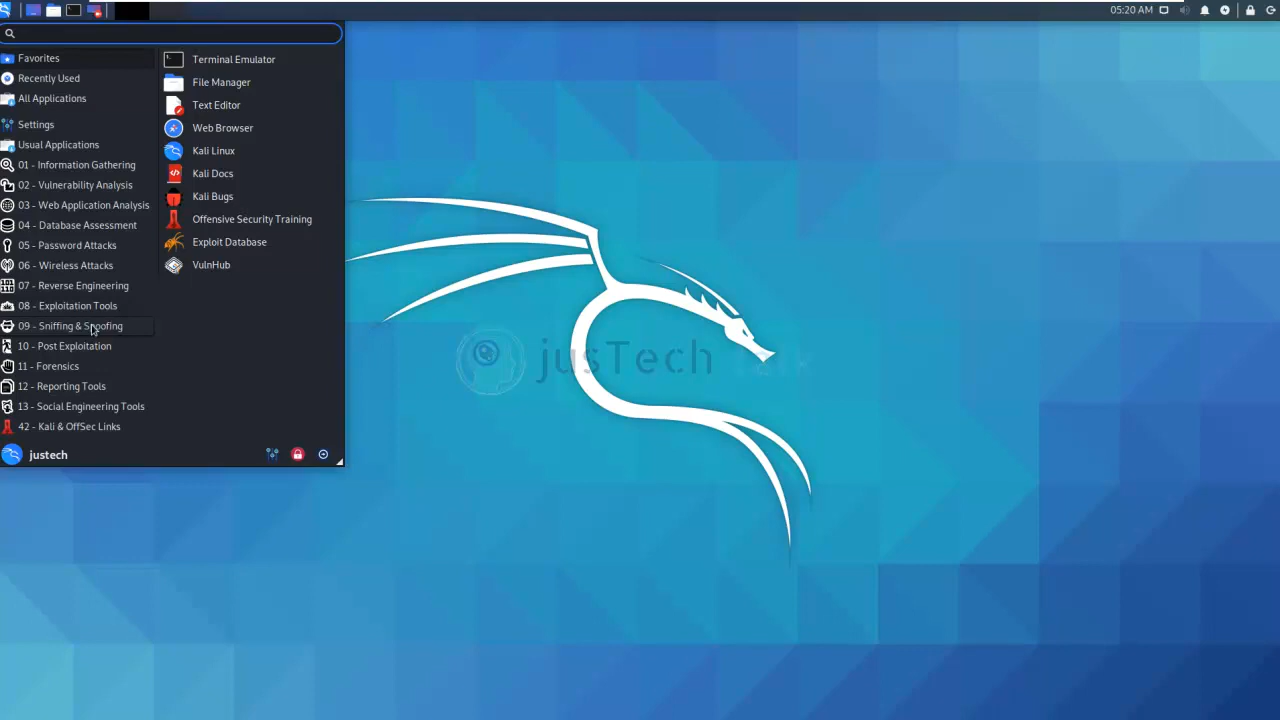 05:20 AM
Favorites
Recently Used
All Applications
Settings
Usual Applications
01 - Information Gathering
02 - Vulnerability Analysis
03 - Web Application Analysis
04 - Database Assessment
05 - Password Attacks
06 - Wireless Attacks
07 - Reverse Engineering
08 - Exploitation Tools
09 - Sniffing & Spoofing
10 - Post Exploitation
11 - Forensics
12 - Reporting Tools
13 - Social Engineering Tools
42 - Kali & OffSec Links
Terminal Emulator
File Manager
Text Editor
Web Browser
Kali Linux
Kali Docs
Kali Bugs
Offensive Security Training
Exploit Database
VulnHub
justech
jusTech Talk